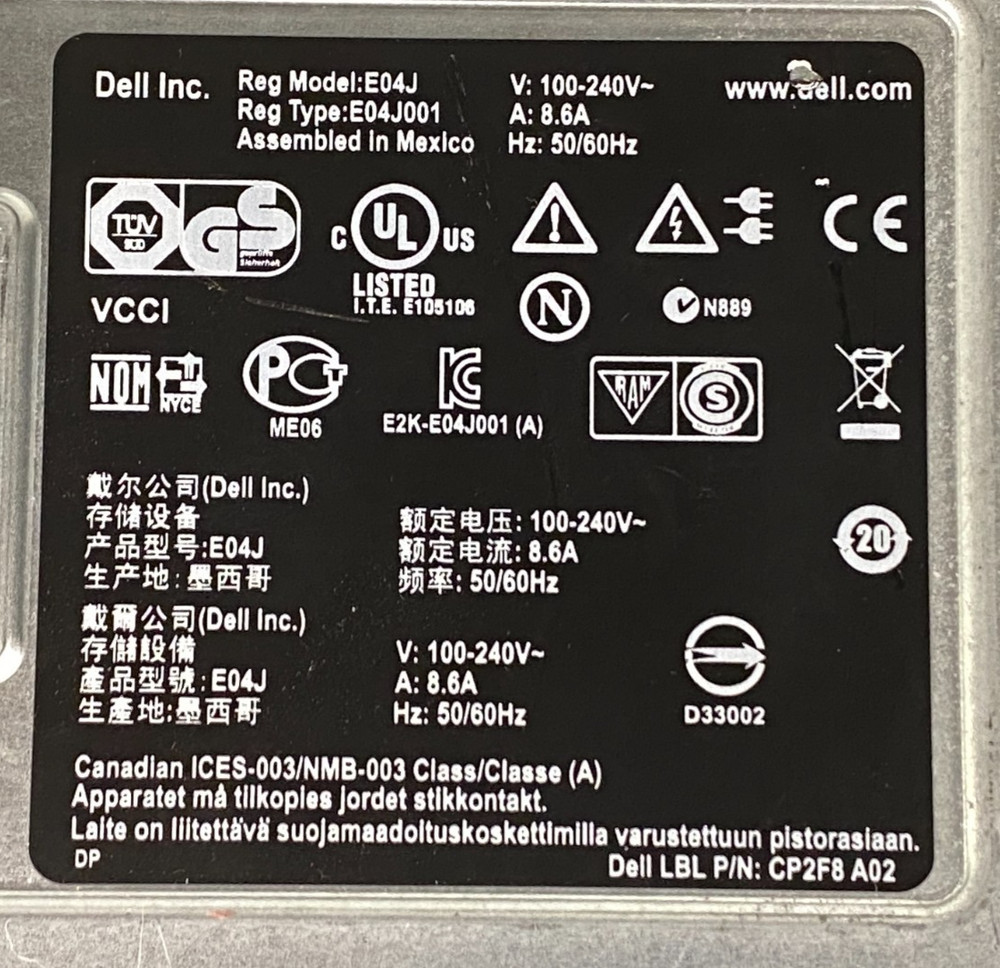 Dell Inc.
Reg Model:E04J
Reg Type:E04J001
Assembled in Mexico
V: 100-240V~
A: 8.6A
Hz: 50/60Hz
www.dell.com
TÜV
SÜD
GS
geprüfte
Sicherheit
C UL US
LISTED
I.T.E. E105106
CE
VCCI
N
N889
NOM
NYCE
PCT
ME06
KC
E2K-E04J001 (A)
RAM
S
戴尔公司(Dell Inc.)
存储设备
产品型号:E04J
生产地:墨西哥
额定电压: 100-240V~
额定电流: 8.6A
频率: 50/60Hz
20
戴爾公司(Dell Inc.)
存儲設備
產品型號:E04J
生產地:墨西哥
V: 100-240V~
A: 8.6A
Hz: 50/60Hz
D33002
Canadian ICES-003/NMB-003 Class/Classe (A)
Apparatet må tilkoples jordet stikkontakt.
Laite on liitettävä suojamaadoituskoskettimilla varustettuun pistorasiaan.
DP
Dell LBL P/N: CP2F8 A02